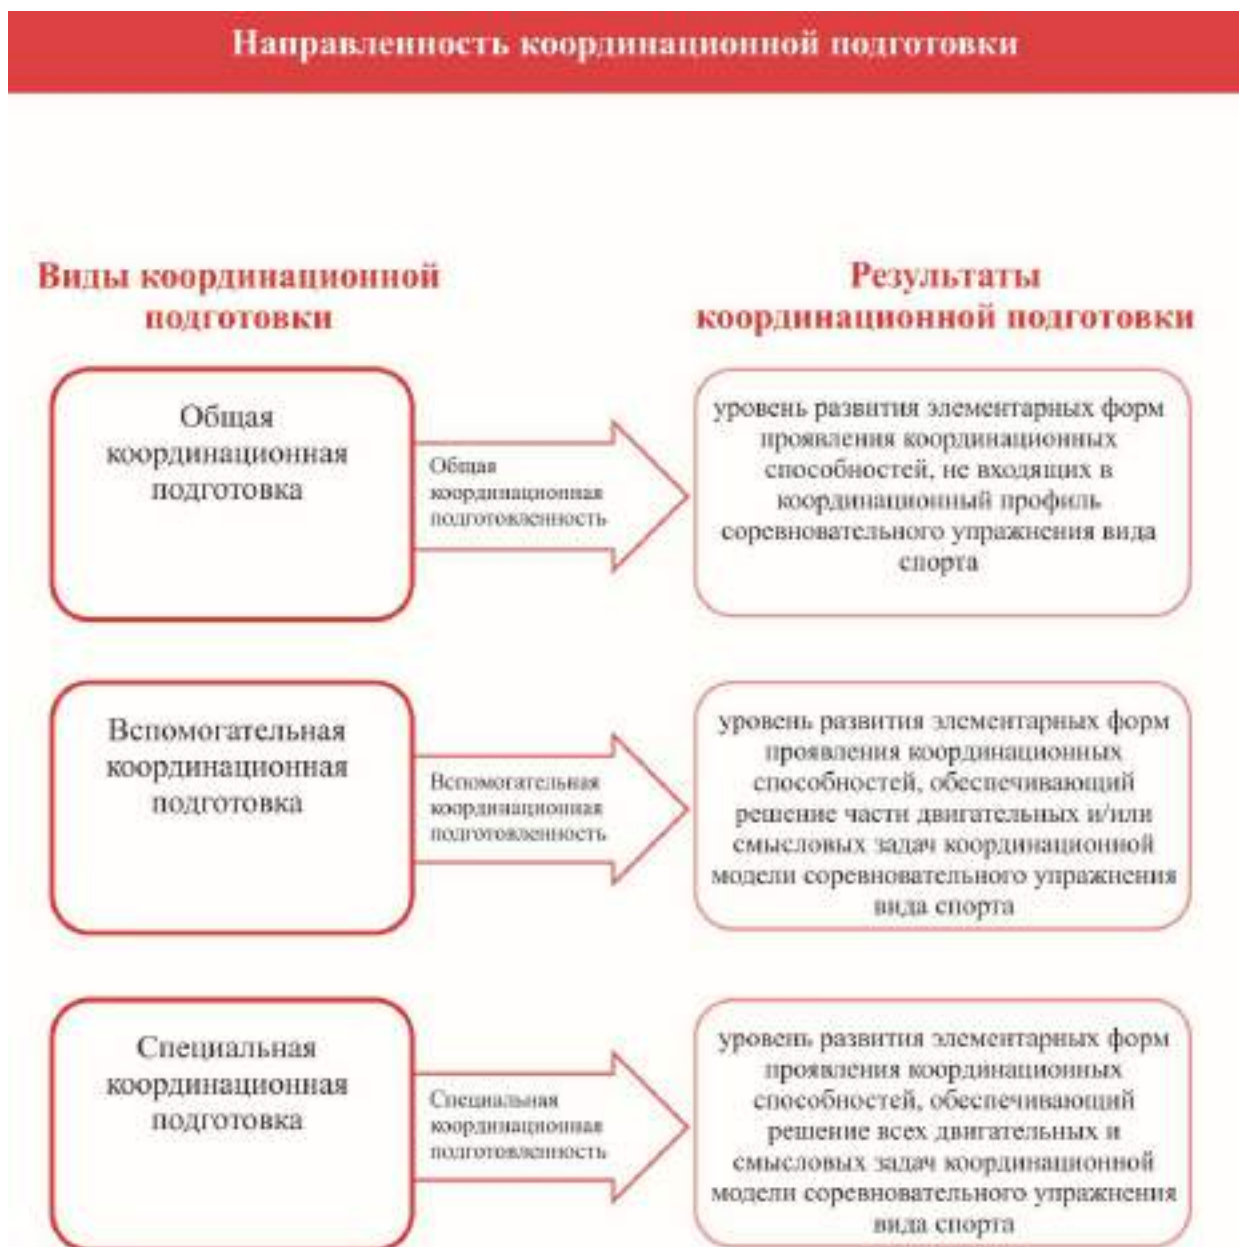 Направленность координационной подготовки
Виды координационной
подготовки
Результаты
координационной подготовки
Общая
координационная
подготовка
Общая
координационная
подготовленность
уровень развития элементарных форм
проявления координационных
способностей, не входящих в
координационный профиль
соревновательного упражнения вида
спорта
Вспомогательная
координационная
подготовка
Вспомогательная
координационная
подготовленность
уровень развития элементарных форм
проявления координационных
способностей, обеспечивающий
решение части двигательных и/или
смысловых задач координационной
модели соревновательного упражнения
вида спорта
Специальная
координационная
подготовка
Специальная
координационная
подготовленность
уровень развития элементарных форм
проявления координационных
способностей, обеспечивающий
решение всех двигательных и
смысловых задач координационной
модели соревновательного упражнения
вида спорта